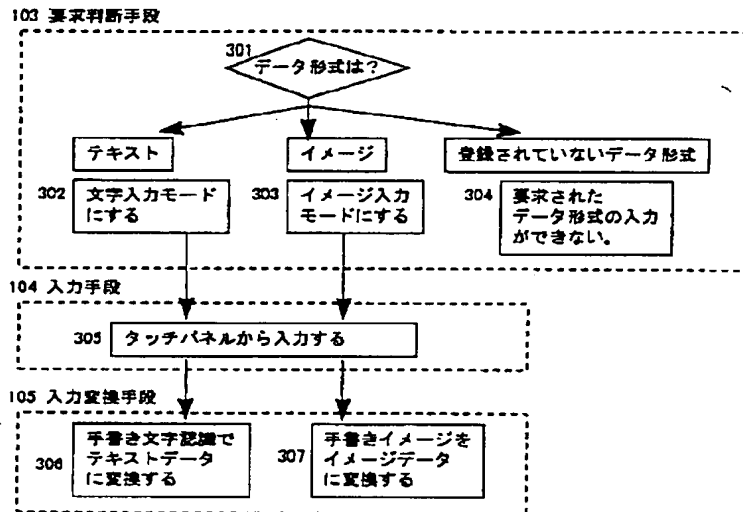 103 要求判断手段
301
データ形式は?
テキスト
イメージ
登録されていないデータ形式
302 文字入力モード
にする
303 イメージ入力
モードにする
304 要求された
データ形式の入力
ができない。
104 入力手段
305 タッチパネルから入力する
105 入力変換手段
306 手書き文字認識で
テキストデータ
に変換する
307 手書きイメージを
イメージデータ
に変換する